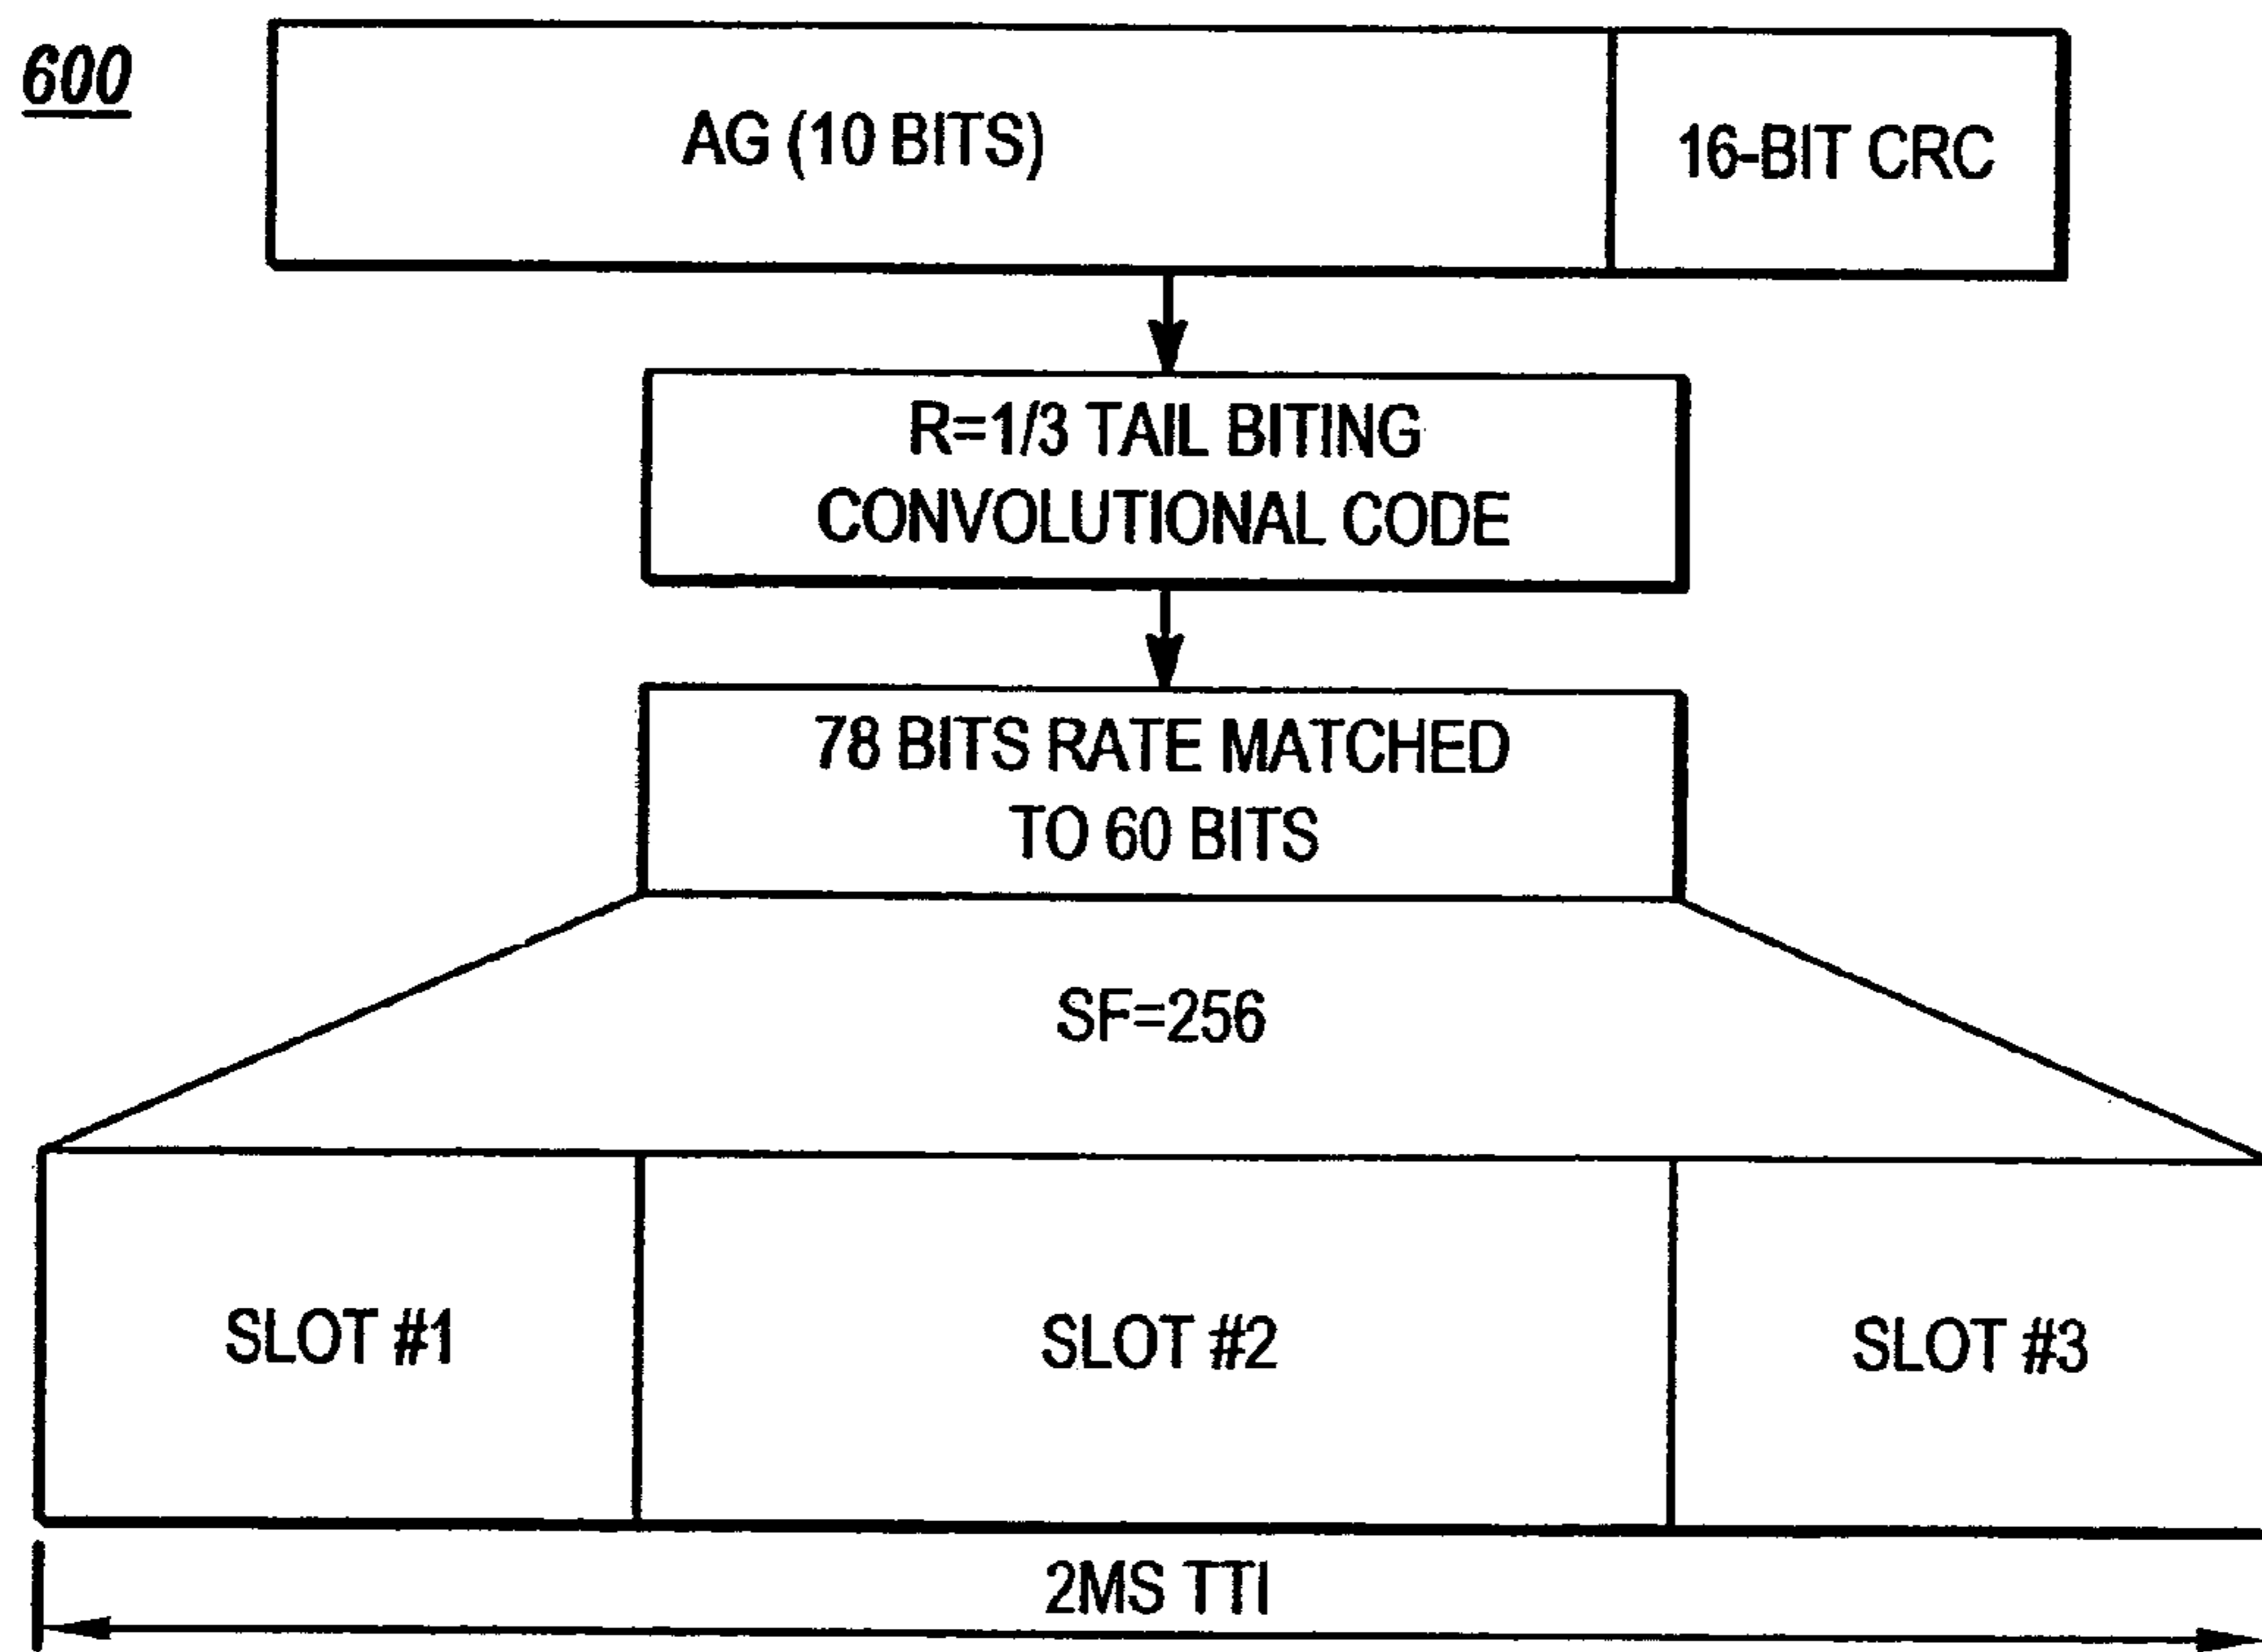 600
AG (10 BITS)
16-BIT CRC
R=1/3 TAIL BITING
CONVOLUTIONAL CODE
78 BITS RATE MATCHED
TO 60 BITS
SF=256
SLOT #1
SLOT #2
SLOT #3
2MS TTI